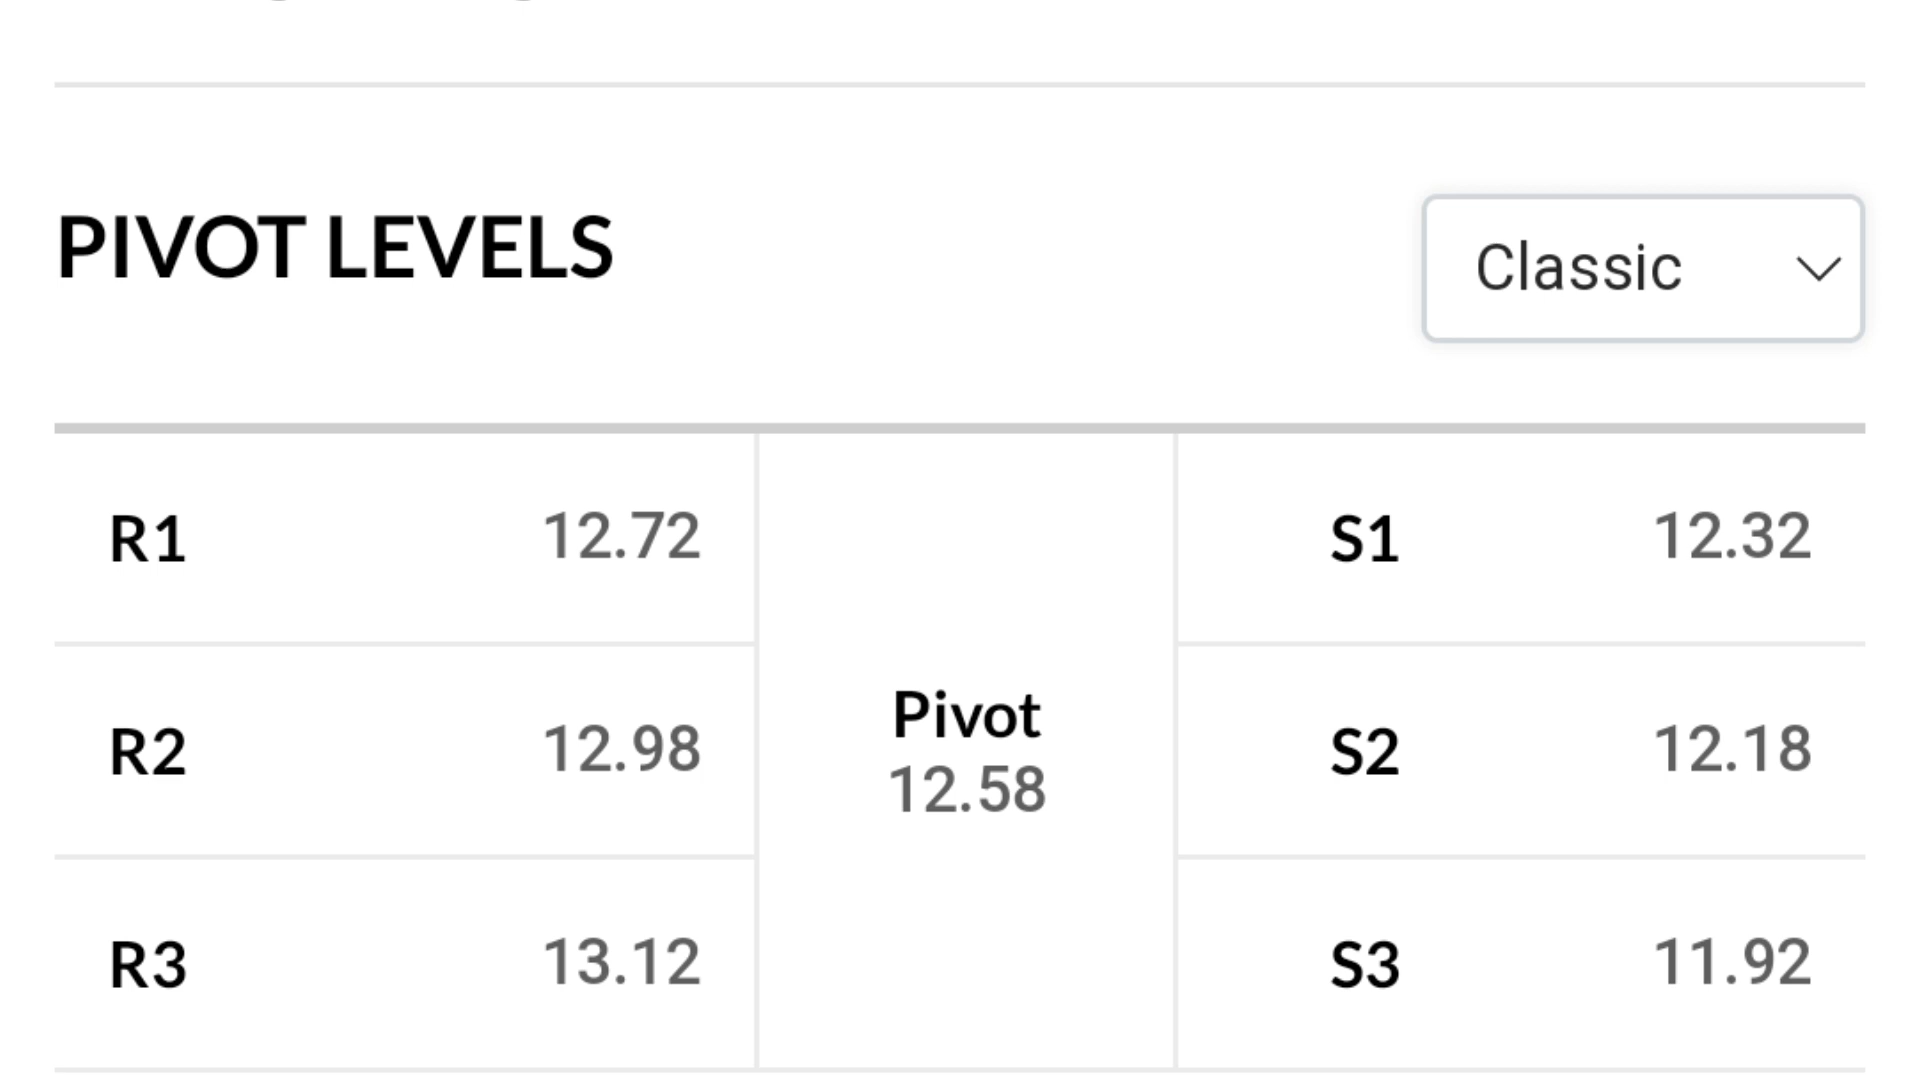 PIVOT LEVELS
Classic
R1 12.72
R2 12.98
R3 13.12
Pivot
12.58
S1 12.32
S2 12.18
S3 11.92